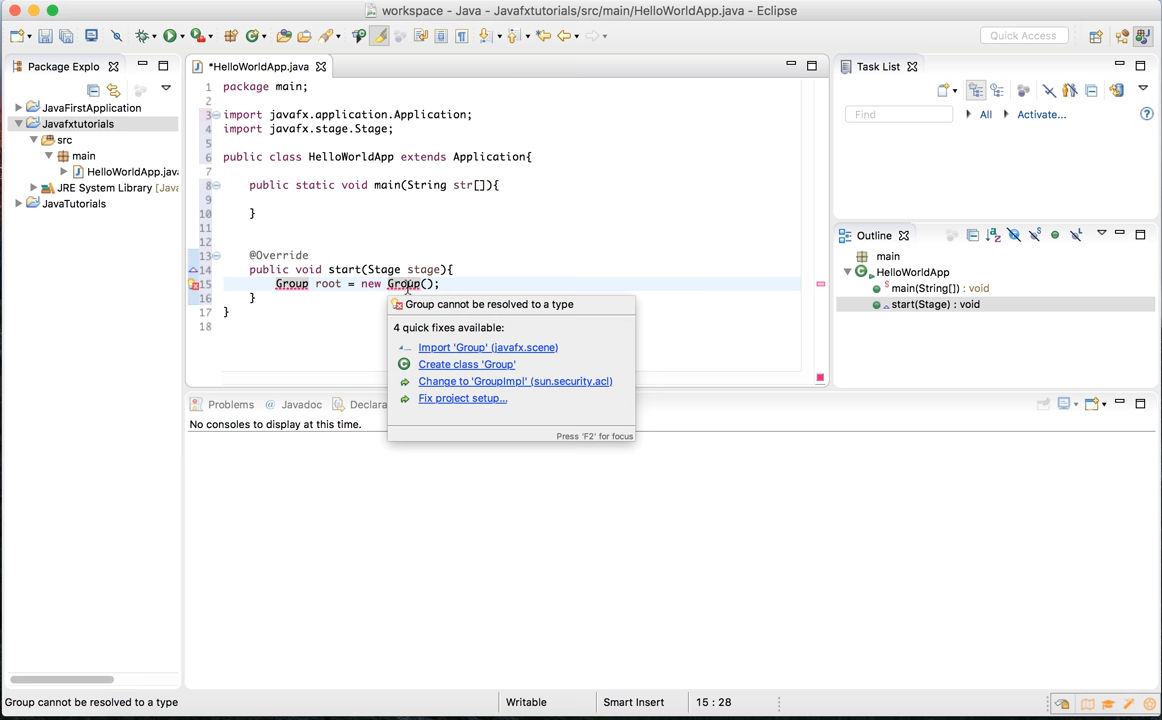 workspace - Java - Javafxtutorials/src/main/HelloWorldApp.java - Eclipse
Quick Access
Package Explo
JavaFirstApplication
Javafxtutorials
src
main
HelloWorldApp.java
JRE System Library [Java
JavaTutorials
*HelloWorldApp.java
1 package main;
2
3 import javafx.application.Application;
4 import javafx.stage.Stage;
5
6 public class HelloWorldApp extends Application{
7
8 public static void main(String str[]){
9
10 }
11
12
13 @Override
14 public void start(Stage stage){
15 Group root = new Group();
16 }
17 }
18
Group cannot be resolved to a type
4 quick fixes available:
Import 'Group' (javafx.scene)
Create class 'Group'
Change to 'GroupImpl' (sun.security.acl)
Fix project setup...
Press 'F2' for focus
Task List
Find
All
Activate...
Outline
main
HelloWorldApp
main(String[]) : void
start(Stage) : void
Problems
@ Javadoc
Declara
No consoles to display at this time.
Group cannot be resolved to a type
Writable
Smart Insert
15 : 28